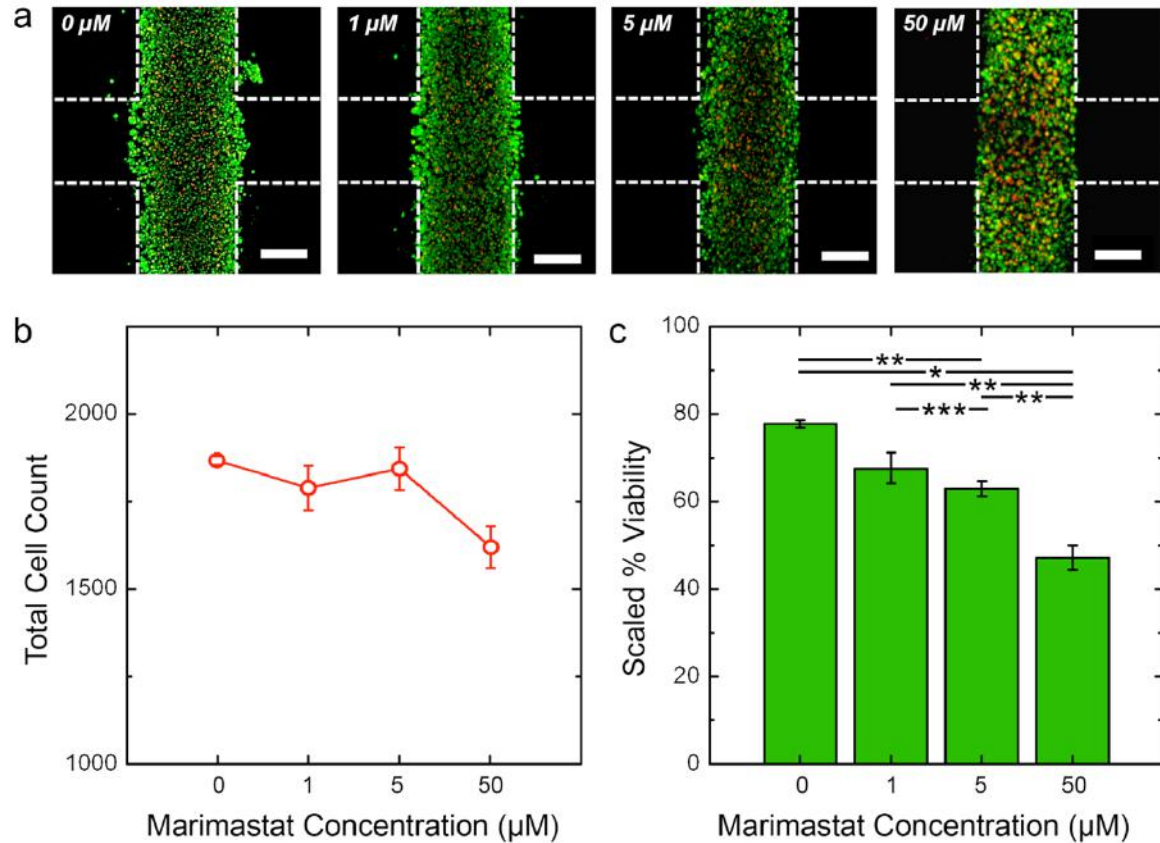 a
0 µM
1 µM
5 µM
50 µM
b
2000
1500
1000
Total Cell Count
0 1 5 50
Marimastat Concentration (µM)
c
100
80
60
40
20
0
Scaled % Viability
**
*
**
**
***
0 1 5 50
Marimastat Concentration (µM)